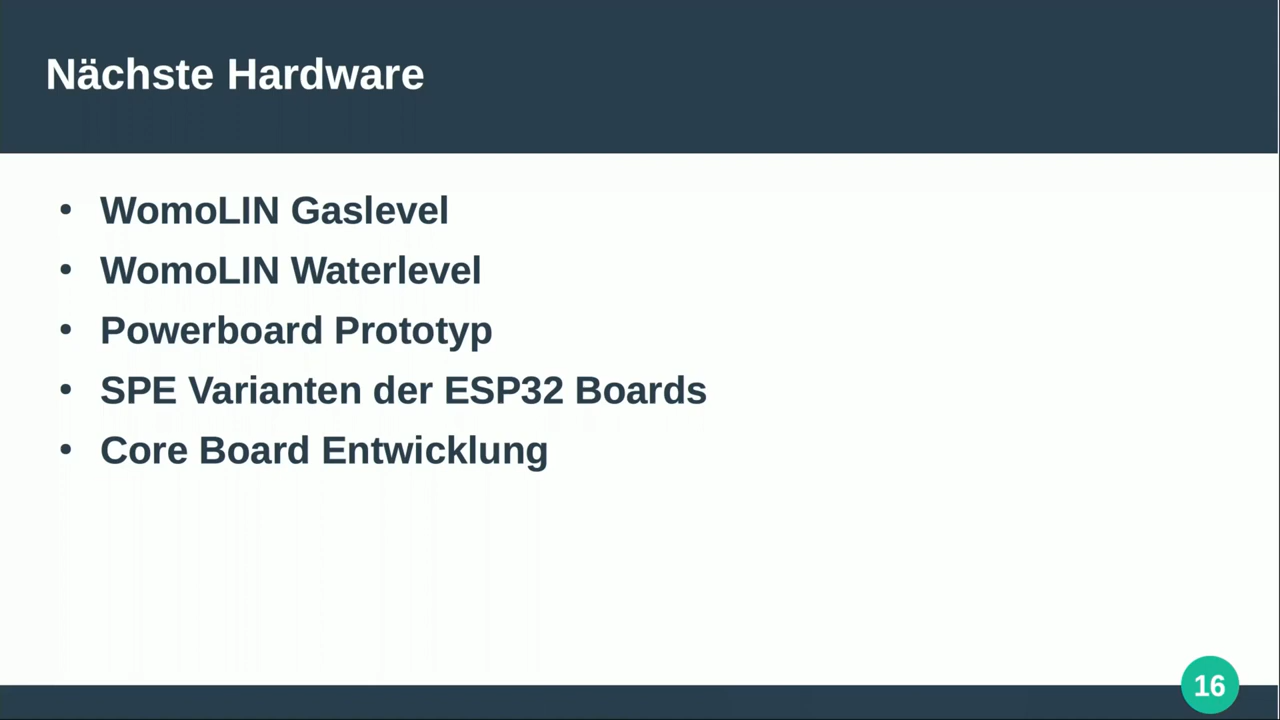 Nächste Hardware
• WomoLIN Gaslevel
• WomoLIN Waterlevel
• Powerboard Prototyp
• SPE Varianten der ESP32 Boards
• Core Board Entwicklung
16